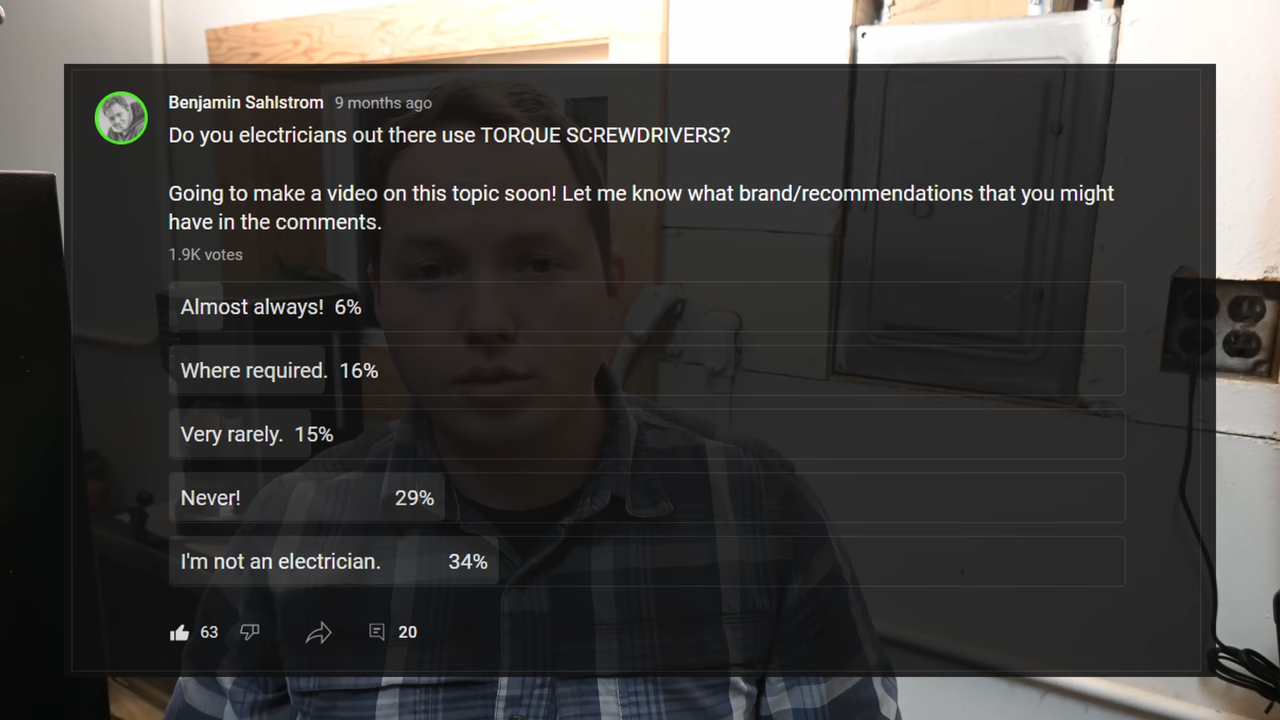 Benjamin Sahlstrom 9 months ago
Do you electricians out there use TORQUE SCREWDRIVERS?
Going to make a video on this topic soon! Let me know what brand/recommendations that you might
have in the comments.
1.9K votes
Almost always! 6%
Where required. 16%
Very rarely. 15%
Never! 29%
I'm not an electrician. 34%
63 20